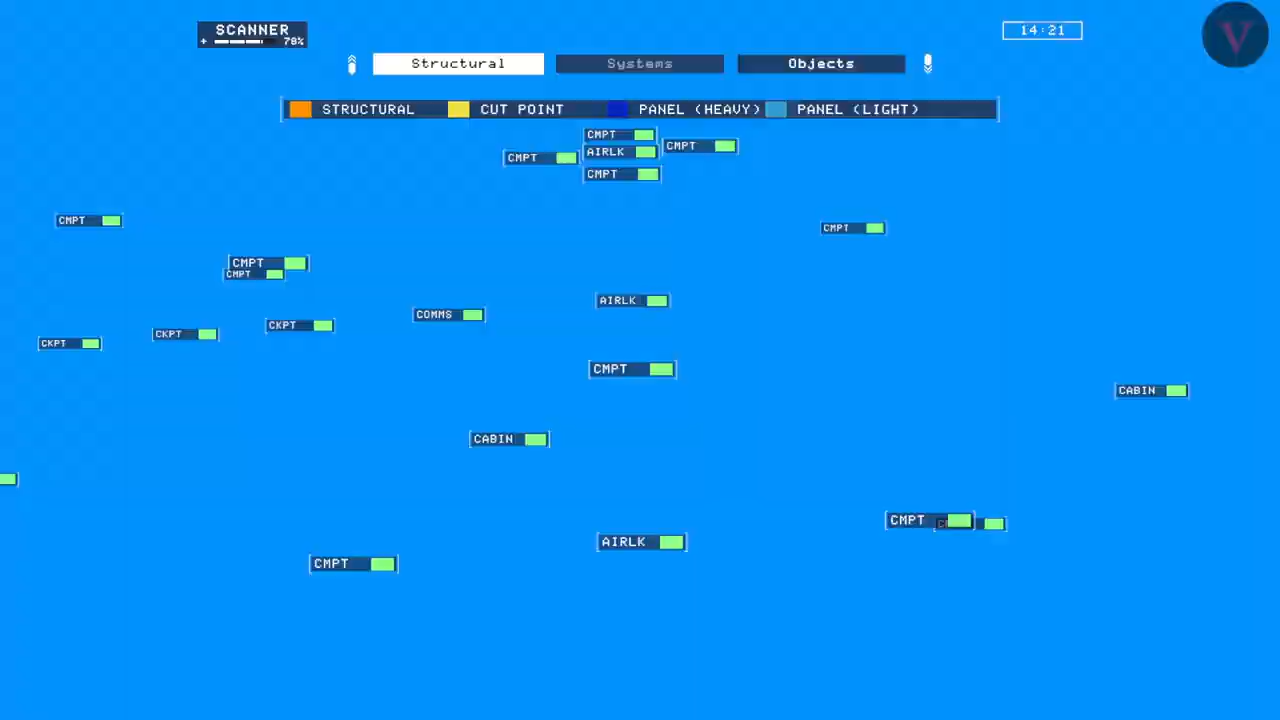 SCANNER
+ 78%
14:21
V
Structural Systems Objects
STRUCTURAL CUT POINT PANEL (HEAVY) PANEL (LIGHT)
CMPT
CMPT
AIRLK
CMPT
CMPT
CMPT
CMPT
CMPT
CMPT
AIRLK
COMMS
CKPT
CKPT
CKPT
CMPT
CABIN
CABIN
CMPT
AIRLK
CMPT